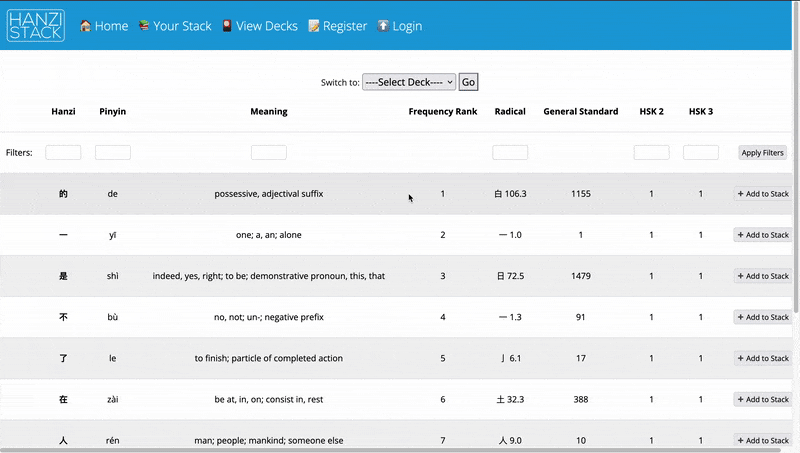 HANZI
STACK
🏠 Home 📚 Your Stack 🎴 View Decks 📝 Register ⬆️ Login
Switch to: ----Select Deck---- Go
Hanzi Pinyin Meaning Frequency Rank Radical General Standard HSK 2 HSK 3
Filters: Apply Filters
的 de possessive, adjectival suffix 1 白 106.3 1155 1 1 + Add to Stack
一 yī one; a, an; alone 2 一 1.0 1 1 1 + Add to Stack
是 shì indeed, yes, right; to be; demonstrative pronoun, this, that 3 日 72.5 1479 1 1 + Add to Stack
不 bù no, not; un-; negative prefix 4 一 1.3 91 1 1 + Add to Stack
了 le to finish; particle of completed action 5 亅 6.1 17 1 1 + Add to Stack
在 zài be at, in, on; consist in, rest 6 土 32.3 388 1 1 + Add to Stack
人 rén man; people; mankind; someone else 7 人 9.0 10 1 1 + Add to Stack